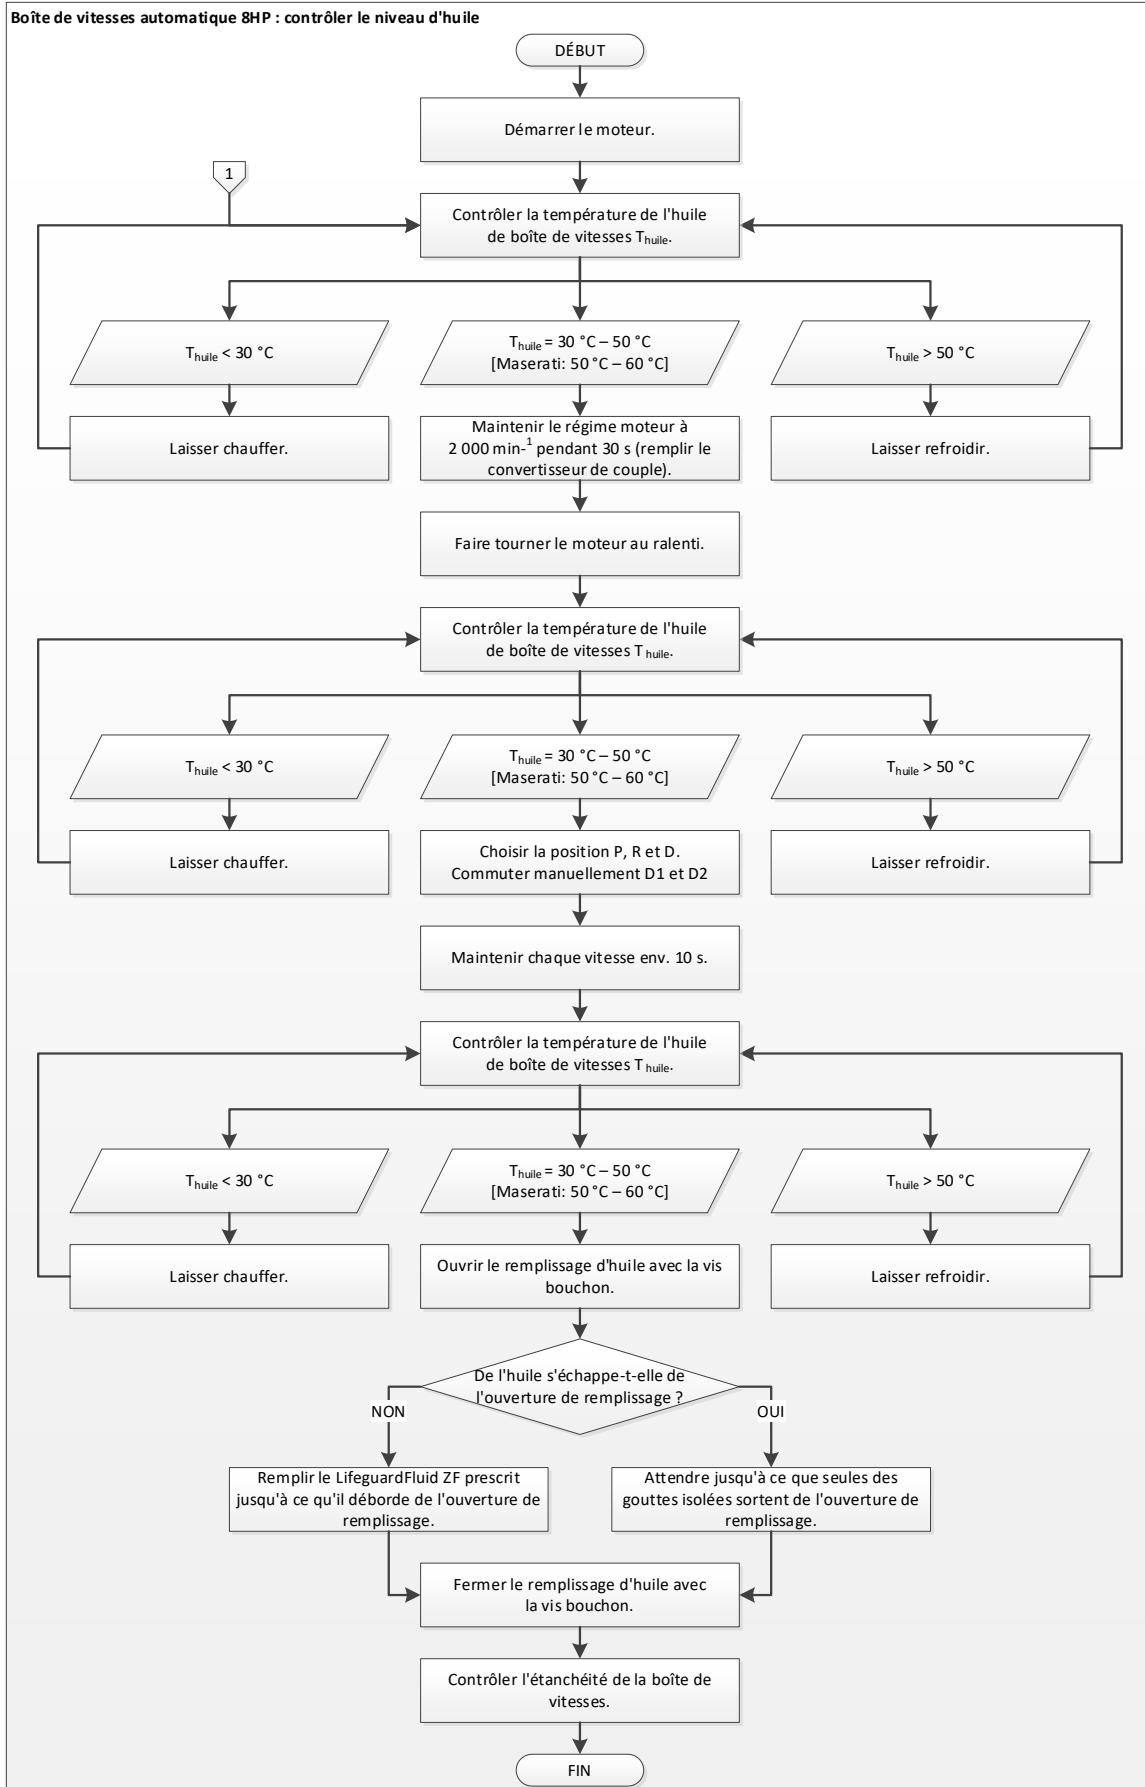 Boîte de vitesses automatique 8HP : contrôler le niveau d'huile
DÉBUT
Démarrer le moteur.
1
Contrôler la température de l'huile
de boîte de vitesses Thuile.
Thuile < 30 °C
Thuile = 30 °C – 50 °C
[Maserati: 50 °C – 60 °C]
Thuile > 50 °C
Laisser chauffer.
Maintenir le régime moteur à
2 000 min-1 pendant 30 s (remplir le
convertisseur de couple).
Laisser refroidir.
Faire tourner le moteur au ralenti.
Contrôler la température de l'huile
de boîte de vitesses Thuile.
Thuile < 30 °C
Thuile = 30 °C – 50 °C
[Maserati: 50 °C – 60 °C]
Thuile > 50 °C
Laisser chauffer.
Choisir la position P, R et D.
Commuter manuellement D1 et D2
Laisser refroidir.
Maintenir chaque vitesse env. 10 s.
Contrôler la température de l'huile
de boîte de vitesses Thuile.
Thuile < 30 °C
Thuile = 30 °C – 50 °C
[Maserati: 50 °C – 60 °C]
Thuile > 50 °C
Laisser chauffer.
Ouvrir le remplissage d'huile avec la vis
bouchon.
Laisser refroidir.
De l'huile s'échappe-t-elle de
l'ouverture de remplissage ?
NON
OUI
Remplir le LifeguardFluid ZF prescrit
jusqu'à ce qu'il déborde de l'ouverture de
remplissage.
Attendre jusqu'à ce que seules des
gouttes isolées sortent de l'ouverture de
remplissage.
Fermer le remplissage d'huile avec
la vis bouchon.
Contrôler l'étanchéité de la boîte de
vitesses.
FIN